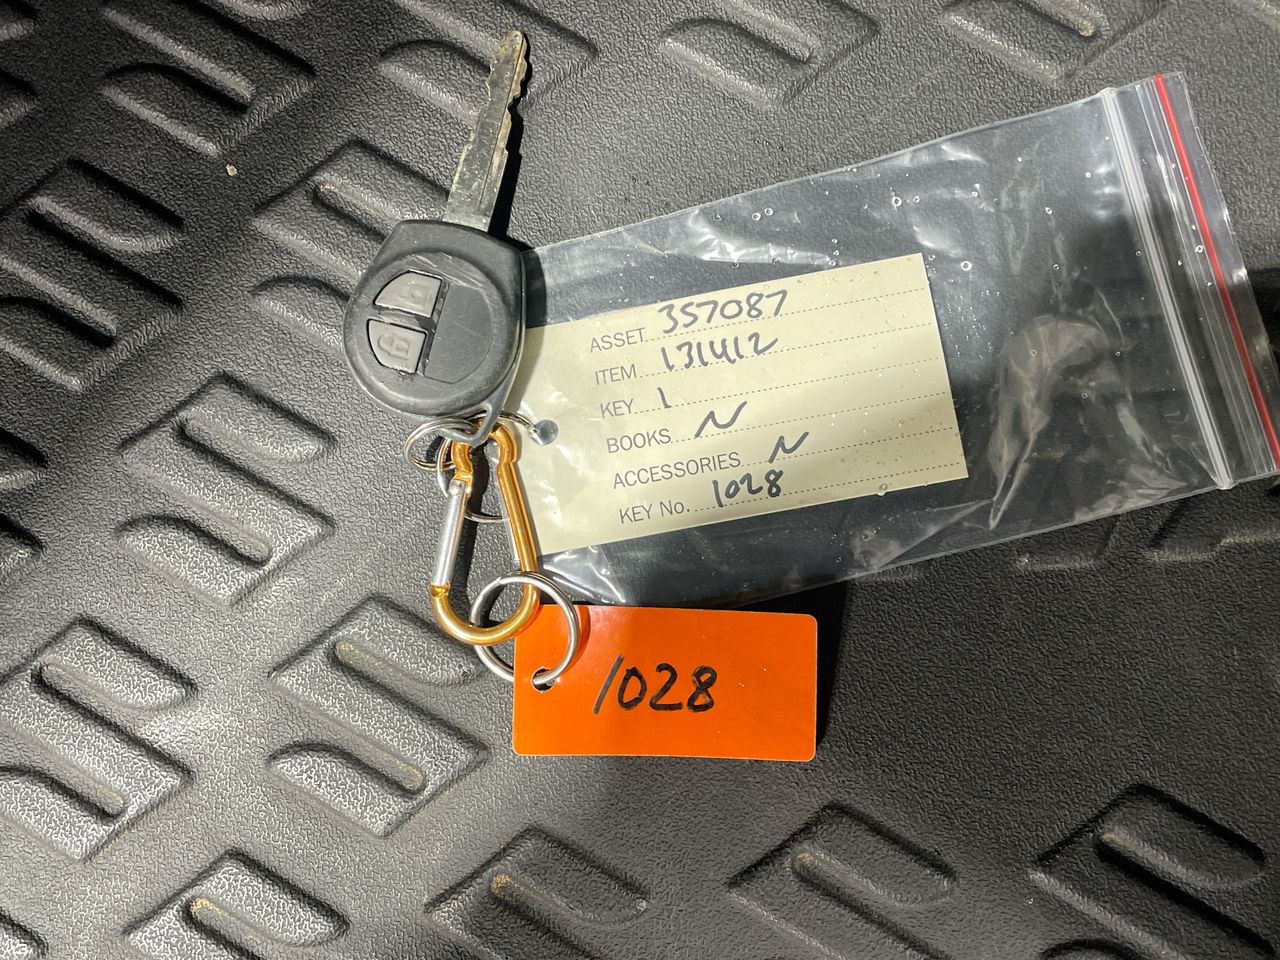 ASSET 357087
ITEM 131412
KEY 1
BOOKS N
ACCESSORIES N
KEY No. 1028
1028